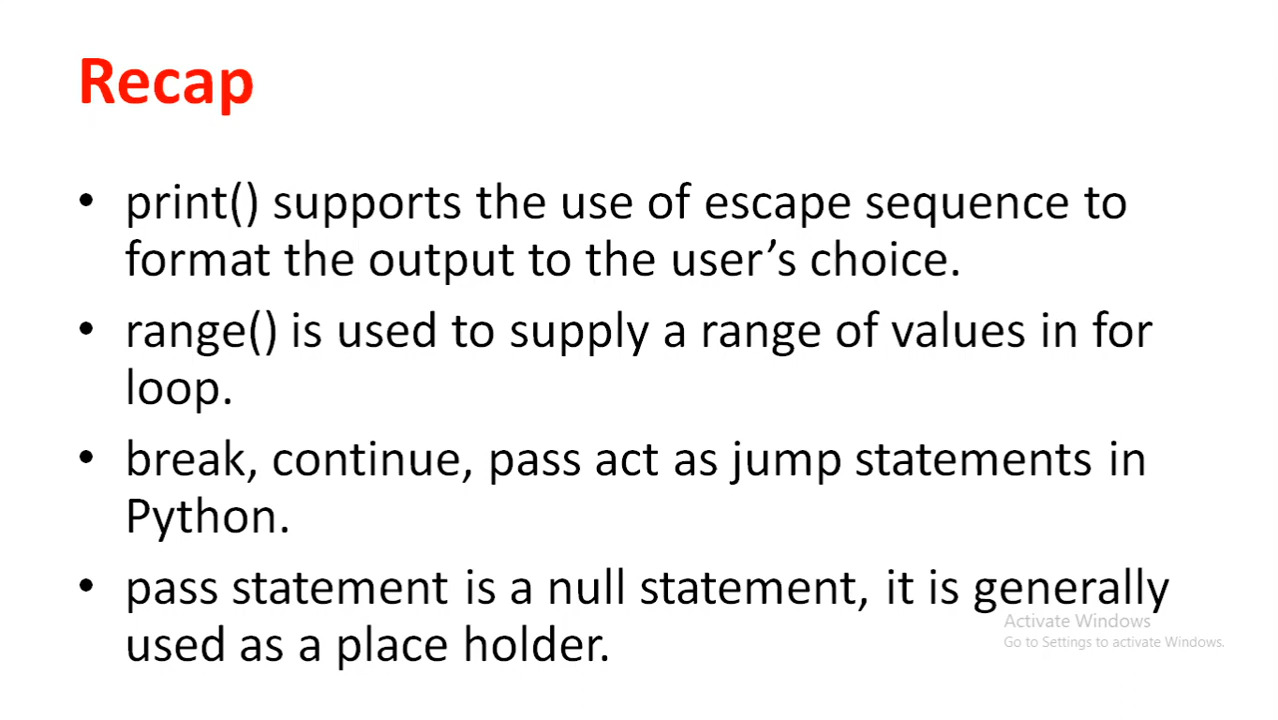 Recap
• print() supports the use of escape sequence to
format the output to the user’s choice.
• range() is used to supply a range of values in for
loop.
• break, continue, pass act as jump statements in
Python.
• pass statement is a null statement, it is generally
used as a place holder.
Activate Windows
Go to Settings to activate Windows.